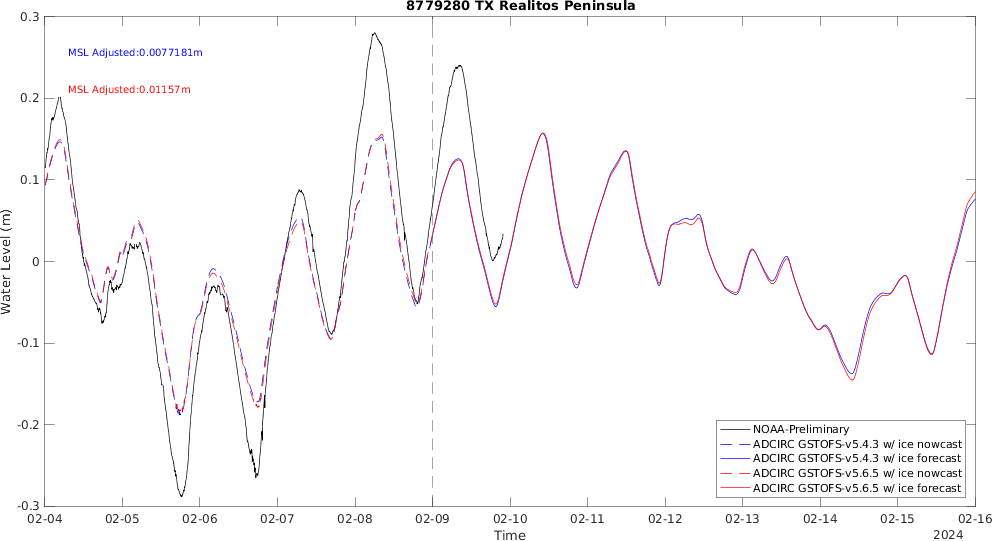 8779280 TX Realitos Peninsula
MSL Adjusted:0.0077181m
MSL Adjusted:0.01157m
Water Level (m)
0.3
0.2
0.1
0
-0.1
-0.2
-0.3
NOAA-Preliminary
ADCIRC GSTOFS-v5.4.3 w/ ice nowcast
ADCIRC GSTOFS-v5.4.3 w/ ice forecast
ADCIRC GSTOFS-v5.6.5 w/ ice nowcast
ADCIRC GSTOFS-v5.6.5 w/ ice forecast
02-04 02-05 02-06 02-07 02-08 02-09 02-10 02-11 02-12 02-13 02-14 02-15 02-16
Time
2024